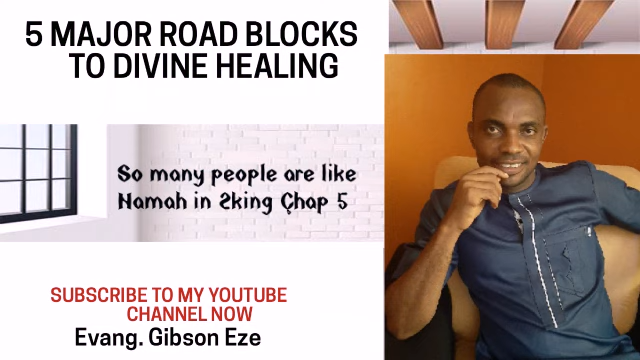 5 MAJOR ROAD BLOCKS
TO DIVINE HEALING
So many people are like
Namah in 2king Çhap 5
SUBSCRIBE TO MY YOUTUBE
CHANNEL NOW
Evang. Gibson Eze